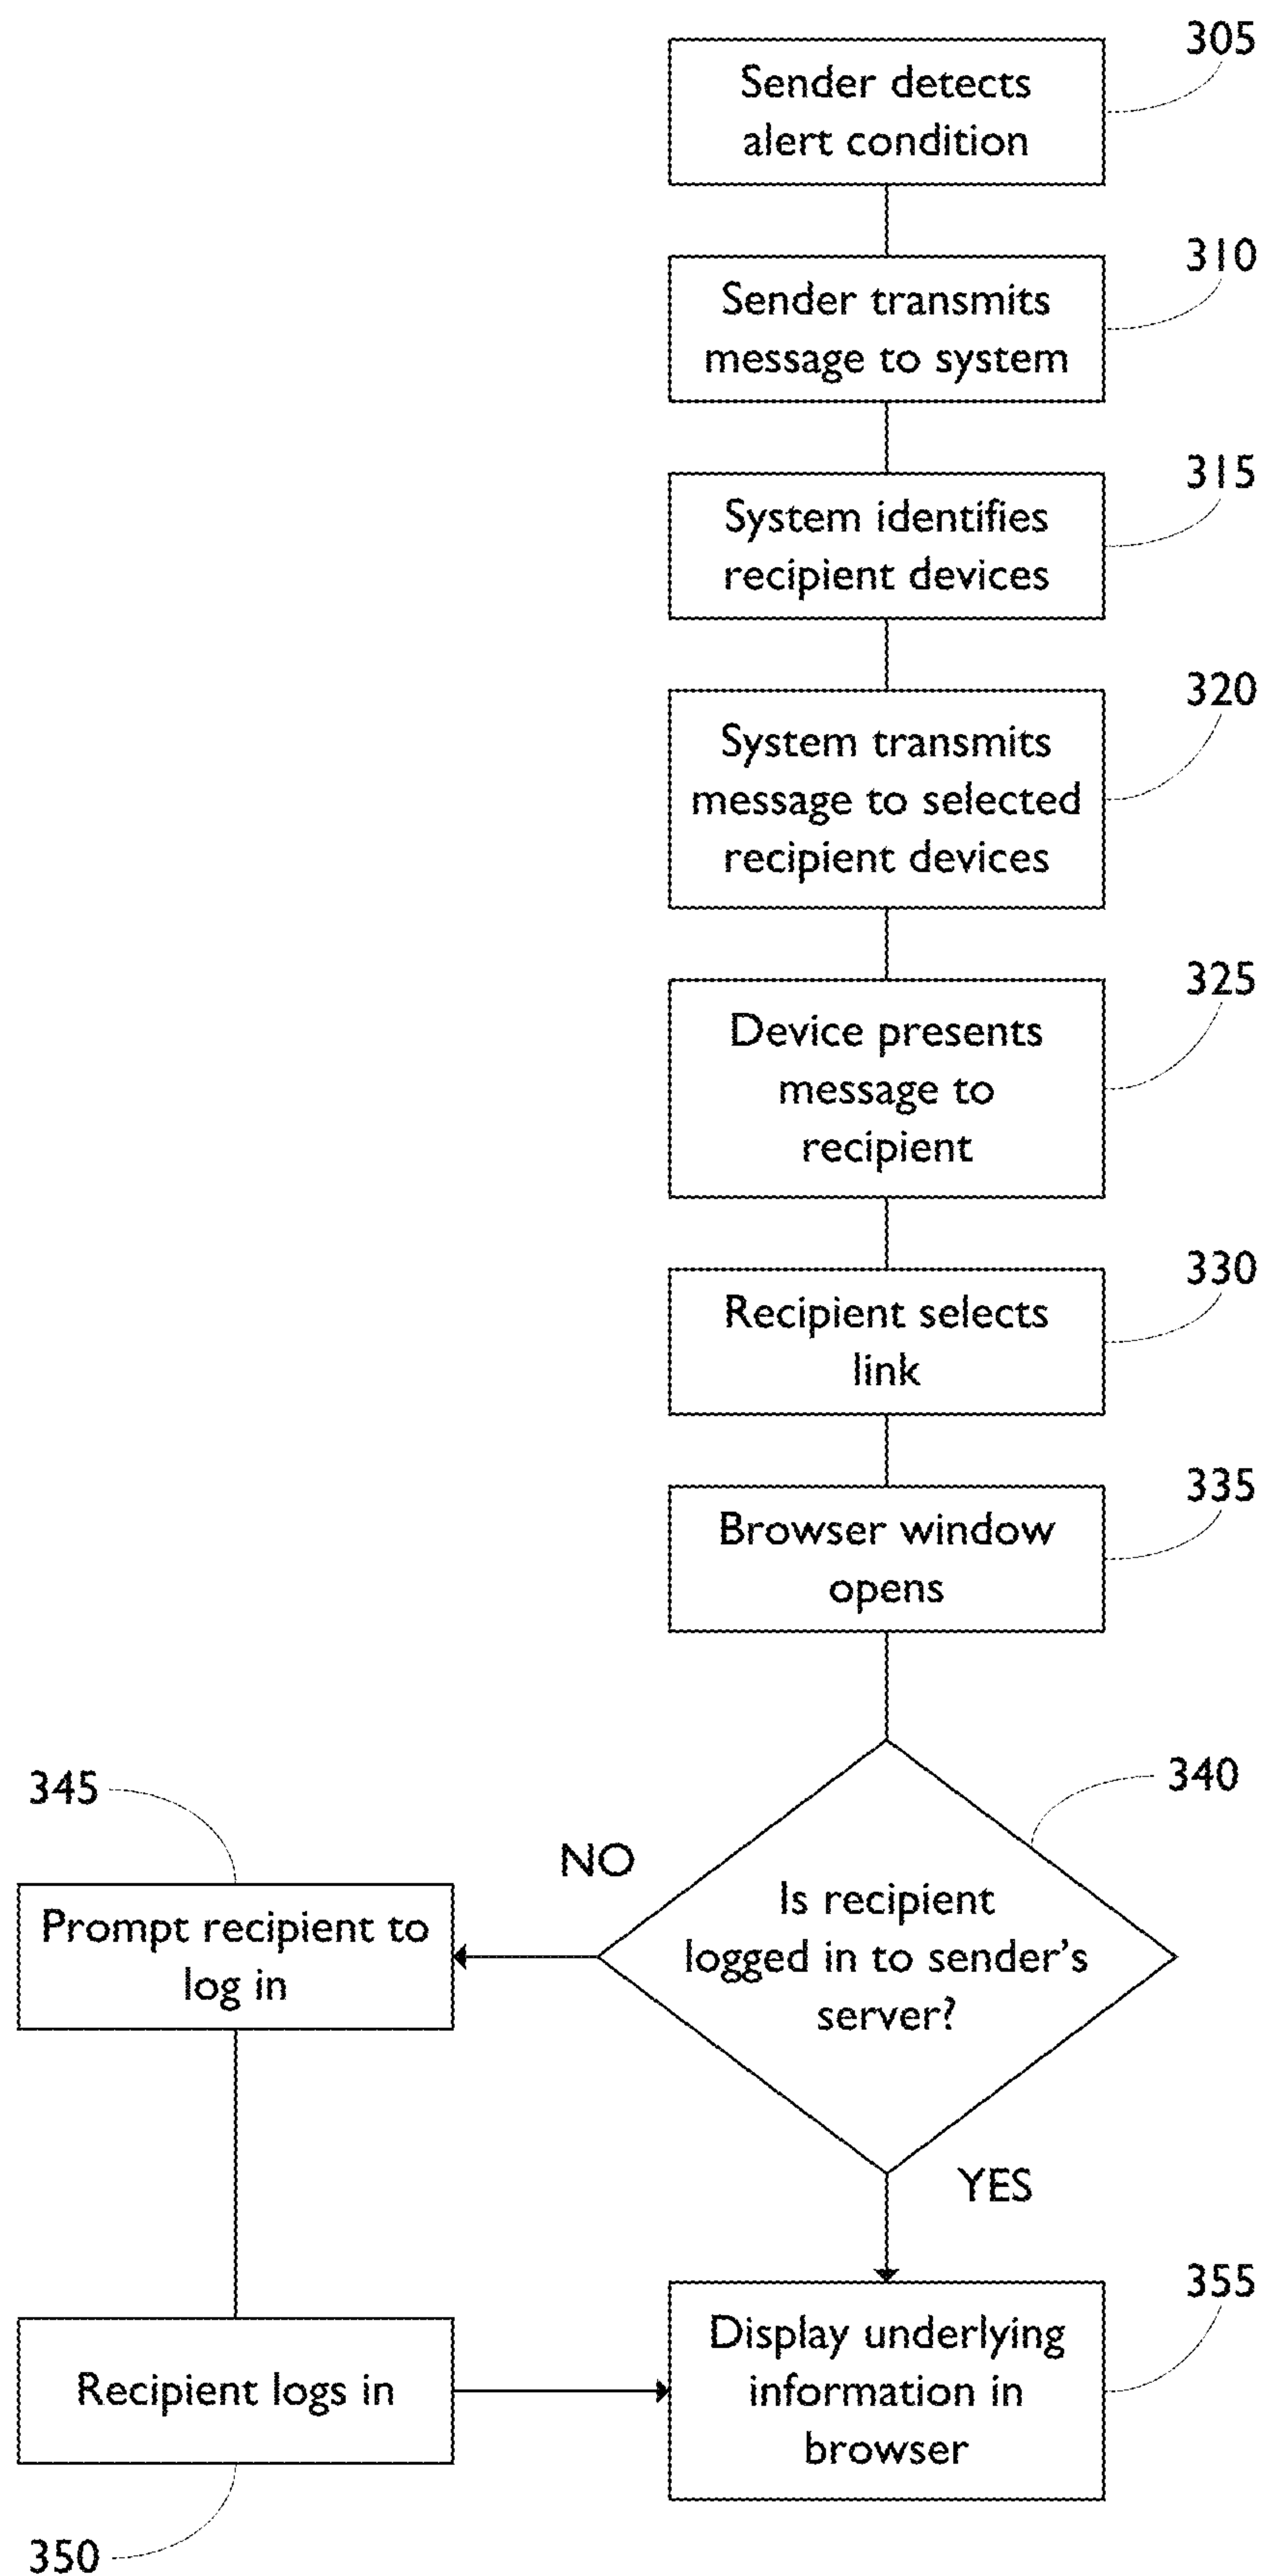 305
Sender detects
alert condition
310
Sender transmits
message to system
315
System identifies
recipient devices
320
System transmits
message to selected
recipient devices
325
Device presents
message to
recipient
330
Recipient selects
link
335
Browser window
opens
340
Is recipient
logged in to sender's
server?
NO
345
Prompt recipient to
log in
YES
Recipient logs in
350
355
Display underlying
information in
browser